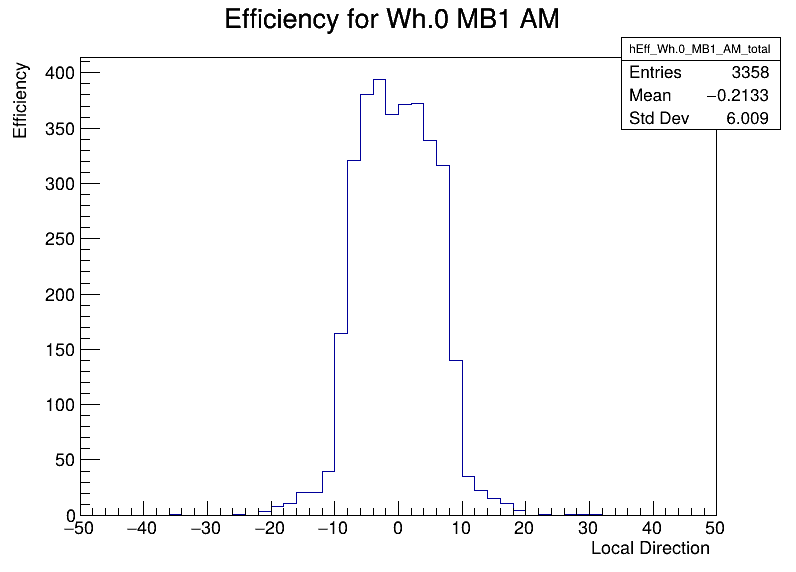 Efficiency for Wh.0 MB1 AM
hEff_Wh.0_MB1_AM_total
Entries 3358
Mean −0.2133
Std Dev 6.009
Efficiency
400
350
300
250
200
150
100
50
0
−50 −40 −30 −20 −10 0 10 20 30 40 50
Local Direction